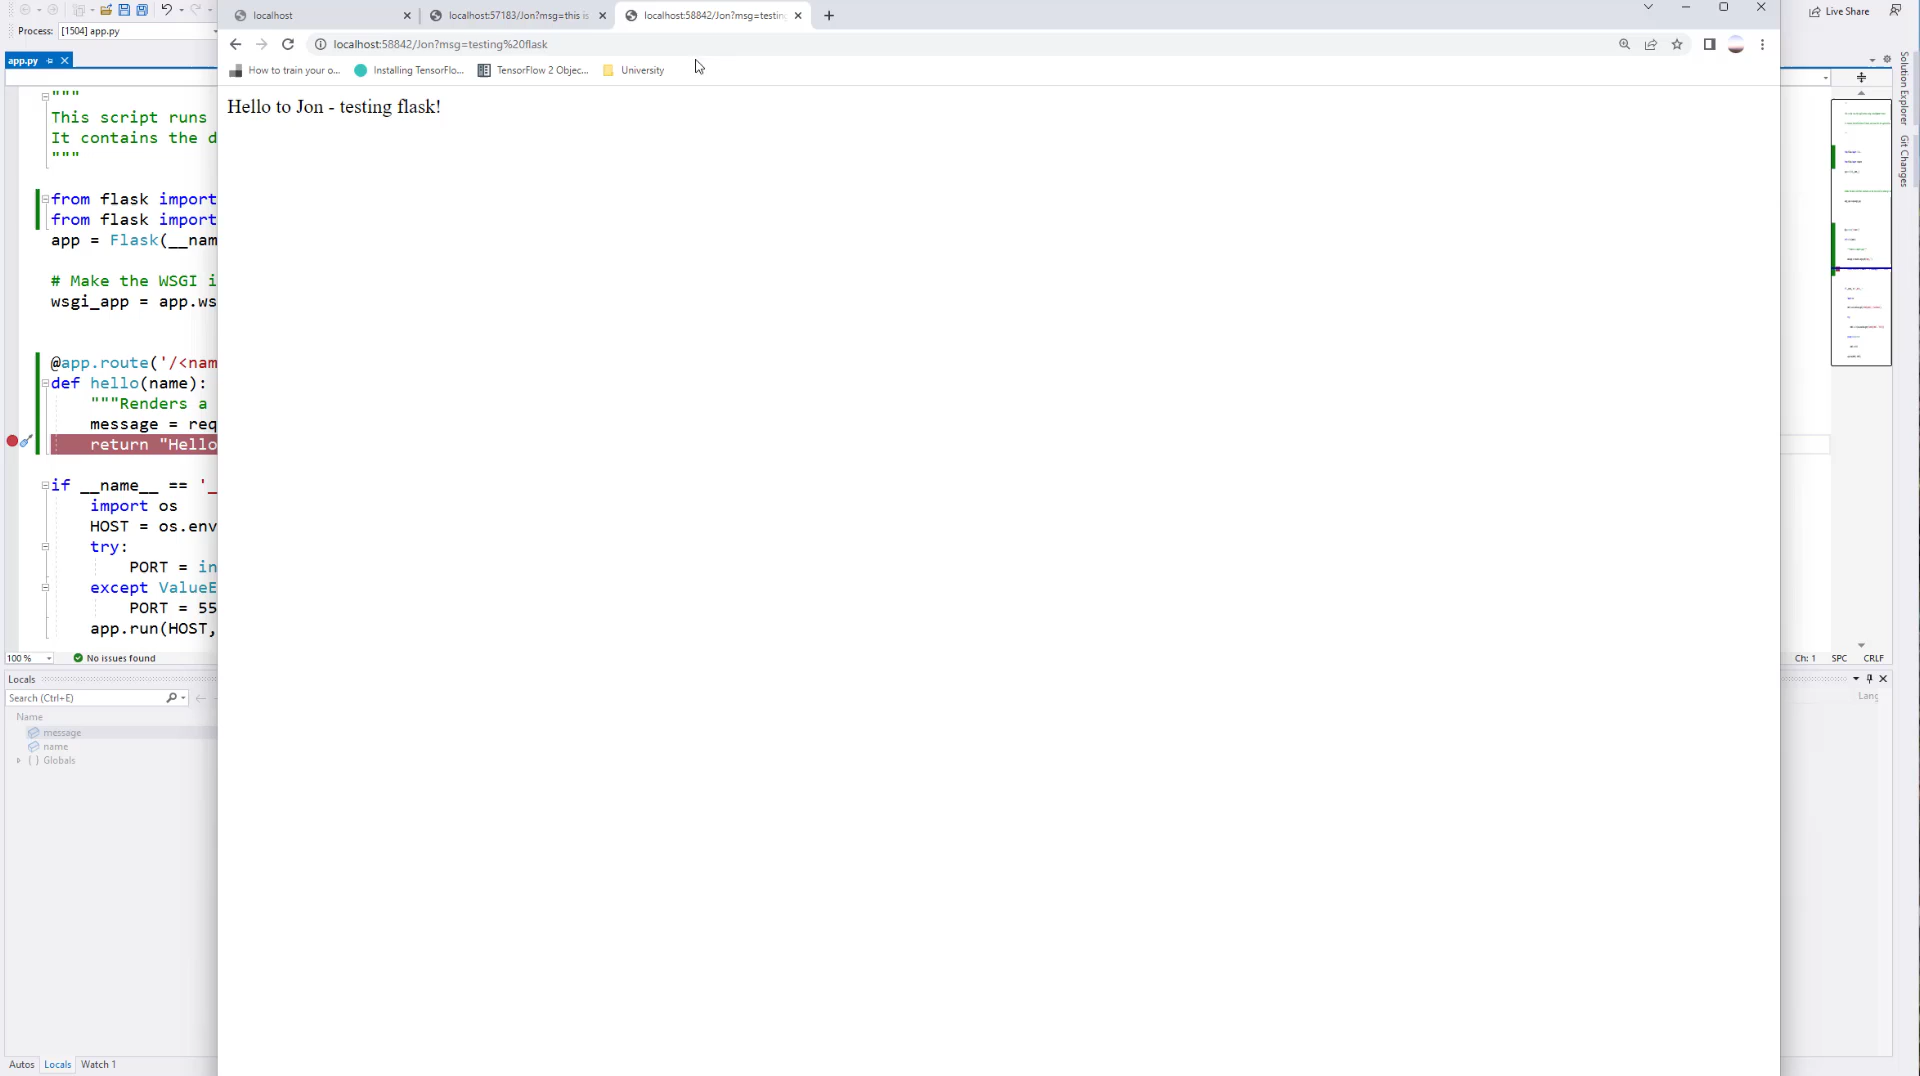 localhost
localhost:57183/Jon?msg=this is
localhost:58842/Jon?msg=testing
Live Share
Process: [1504] app.py
localhost:58842/Jon?msg=testing%20flask
app.py
How to train your o...
Installing TensorFlo...
TensorFlow 2 Objec...
University
Solution Explorer
Git Changes
Hello to Jon - testing flask!
"""
This script runs
It contains the d
"""
from flask import
from flask import
app = Flask(__nam
# Make the WSGI i
wsgi_app = app.ws
@app.route('/<nam
def hello(name):
"""Renders a
message = req
return "Hello
if __name__ == '_
import os
HOST = os.env
try:
PORT = in
except ValueE
PORT = 55
app.run(HOST,
100 %
No issues found
Ch: 1 SPC CRLF
Locals
Search (Ctrl+E)
Lang
Name
message
name
Globals
Autos Locals Watch 1